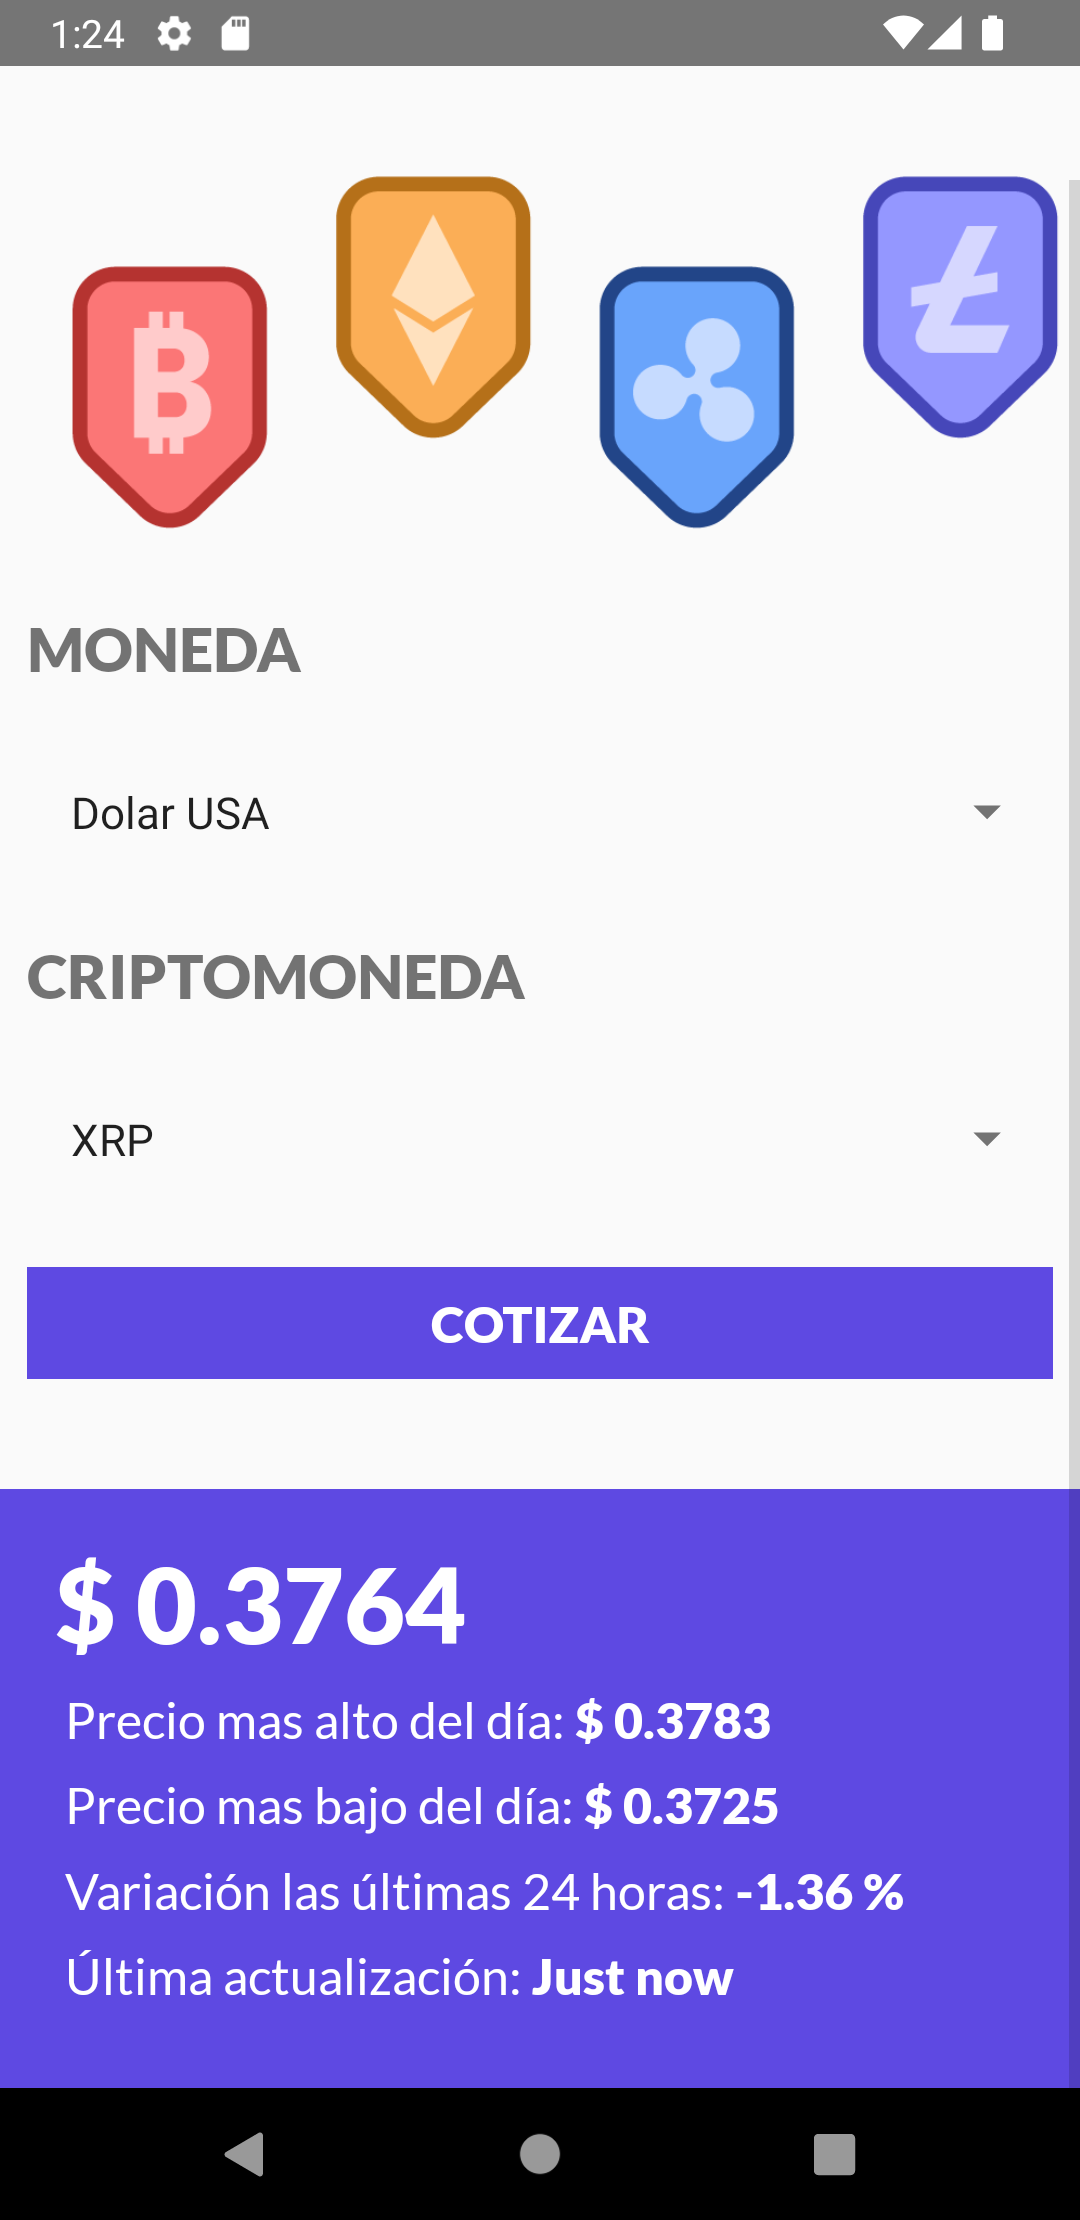 1:24
MONEDA
Dolar USA
CRIPTOMONEDA
XRP
COTIZAR
$ 0.3764
Precio mas alto del día: $ 0.3783
Precio mas bajo del día: $ 0.3725
Variación las últimas 24 horas: -1.36 %
Última actualización: Just now